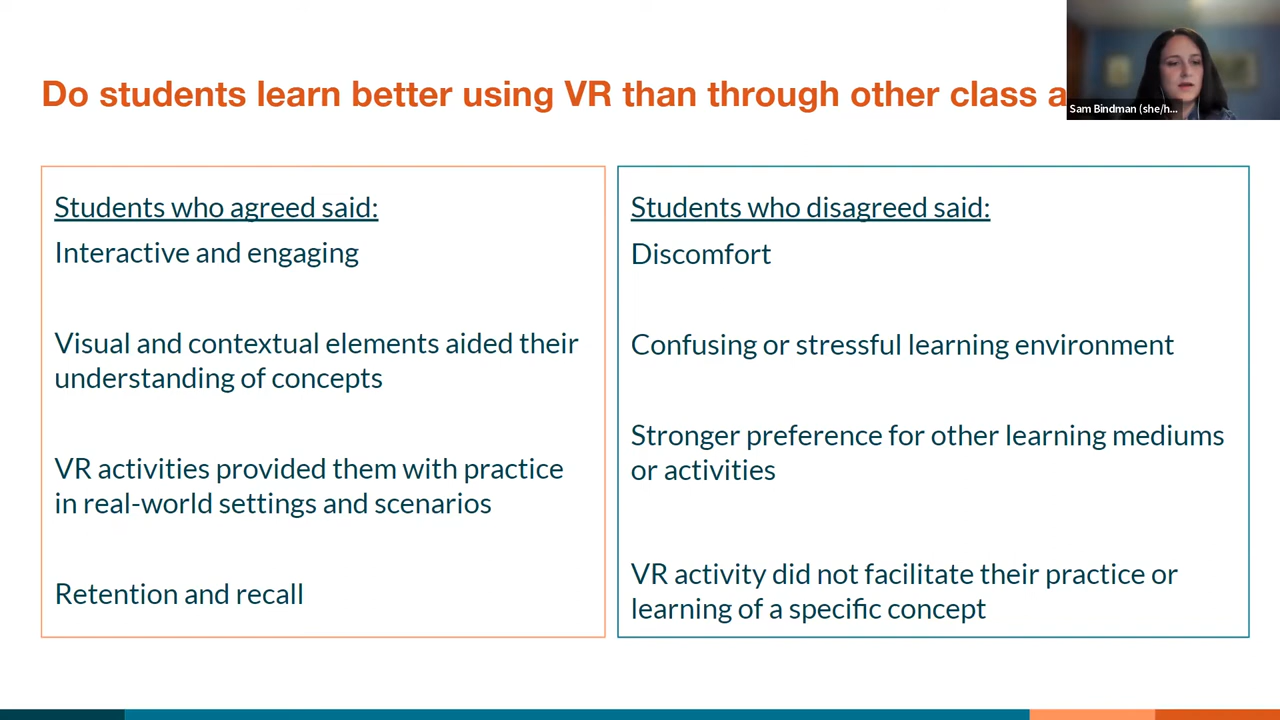 Do students learn better using VR than through other class a
Sam Bindman (she/h...
Students who agreed said:
Interactive and engaging
Visual and contextual elements aided their
understanding of concepts
VR activities provided them with practice
in real-world settings and scenarios
Retention and recall
Students who disagreed said:
Discomfort
Confusing or stressful learning environment
Stronger preference for other learning mediums
or activities
VR activity did not facilitate their practice or
learning of a specific concept